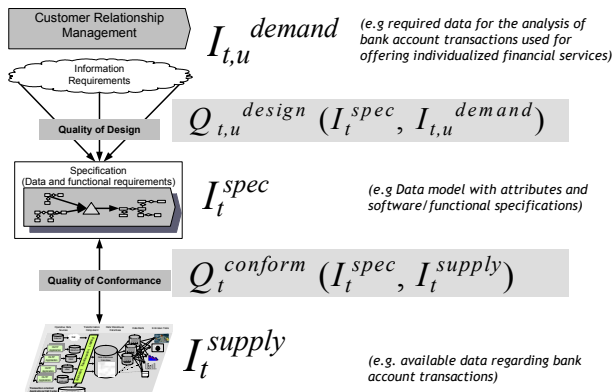 Customer Relationship
Management
I_{t,u}^{demand}
(e.g required data for the analysis of
bank account transactions used for
offering individualized financial services)
Information
Requirements
Quality of Design
Q_{t,u}^{design} (I_t^{spec}, I_{t,u}^{demand})
Specification
(Data and functional requirements)
I_t^{spec}
(e.g Data model with attributes and
software/functional specifications)
Quality of Conformance
Q_t^{conform} (I_t^{spec}, I_t^{supply})
I_t^{supply}
(e.g. available data regarding bank
account transactions)